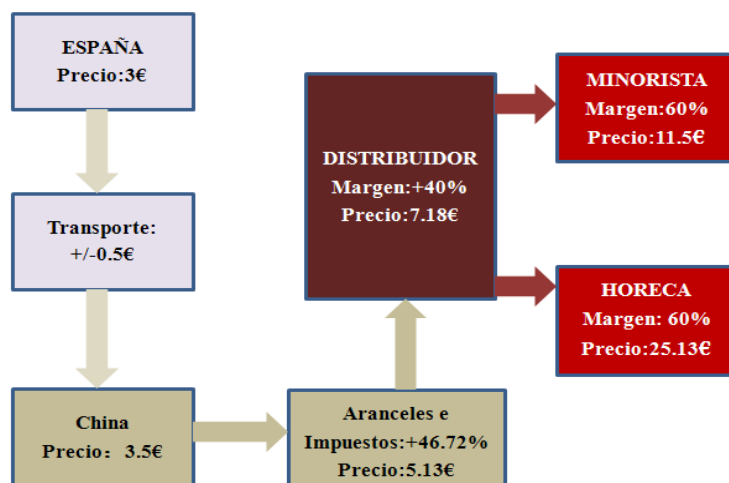 ESPAÑA
Precio:3€
Transporte:
+/-0.5€
China
Precio: 3.5€
Aranceles e
Impuestos:+46.72%
Precio:5.13€
DISTRIBUIDOR
Margen:+40%
Precio:7.18€
MINORISTA
Margen:60%
Precio:11.5€
HORECA
Margen: 60%
Precio:25.13€